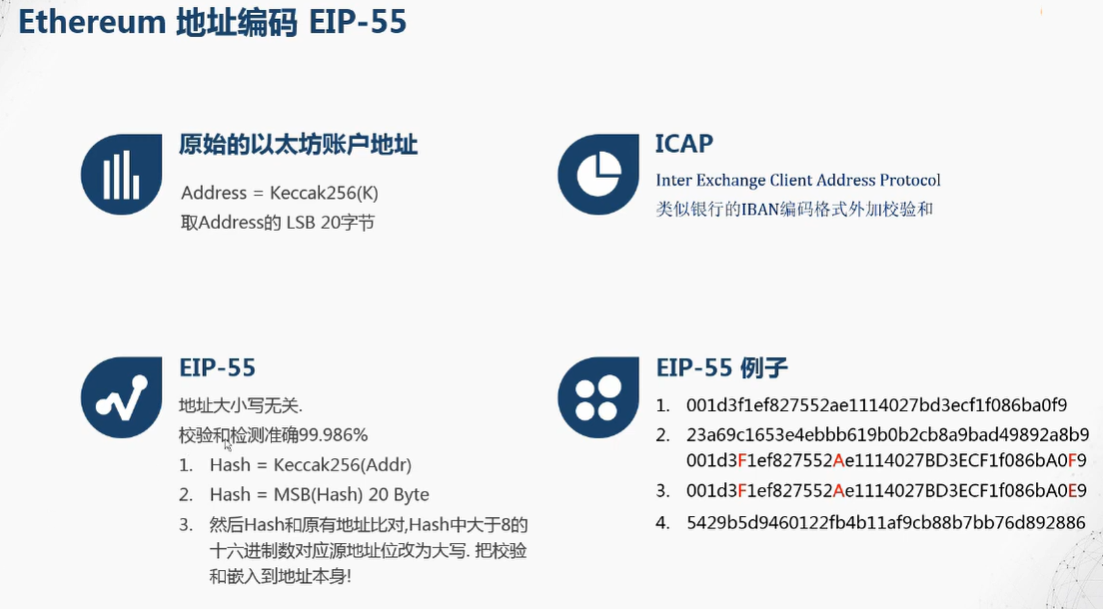 Ethereum 地址编码 EIP-55
原始的以太坊账户地址
Address = Keccak256(K)
取Address的 LSB 20字节
ICAP
Inter Exchange Client Address Protocol
类似银行的IBAN编码格式外加校验和
EIP-55
地址大小写无关.
校验和检测准确99.986%
1. Hash = Keccak256(Addr)
2. Hash = MSB(Hash) 20 Byte
3. 然后Hash和原有地址比对,Hash中大于8的
十六进制数对应源地址位改为大写. 把校验
和嵌入到地址本身!
EIP-55 例子
1. 001d3f1ef827552ae1114027bd3ecf1f086ba0f9
2. 23a69c1653e4ebbb619b0b2cb8a9bad49892a8b9
001d3F1ef827552Ae1114027BD3ECF1f086bA0F9
3. 001d3F1ef827552Ae1114027BD3ECF1f086bA0E9
4. 5429b5d9460122fb4b11af9cb88b7bb76d892886